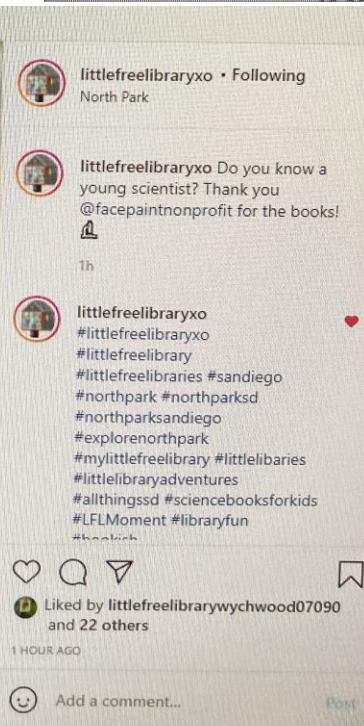 littlefreelibraryxo • Following
North Park
littlefreelibraryxo Do you know a
young scientist? Thank you
@facepaintnonprofit for the books!
1h
littlefreelibraryxo
#littlefreelibraryxo
#littlefreelibrary
#littlefreelibraries #sandiego
#northpark #northparksd
#northparksandiego
#explorenorthpark
#mylittlefreelibrary #littlelibaries
#littlelibraryadventures
#allthingssd #sciencebooksforkids
#LFLMoment #libraryfun
Liked by littlefreelibrarywychwood07090
and 22 others
1 HOUR AGO
Add a comment...
Post